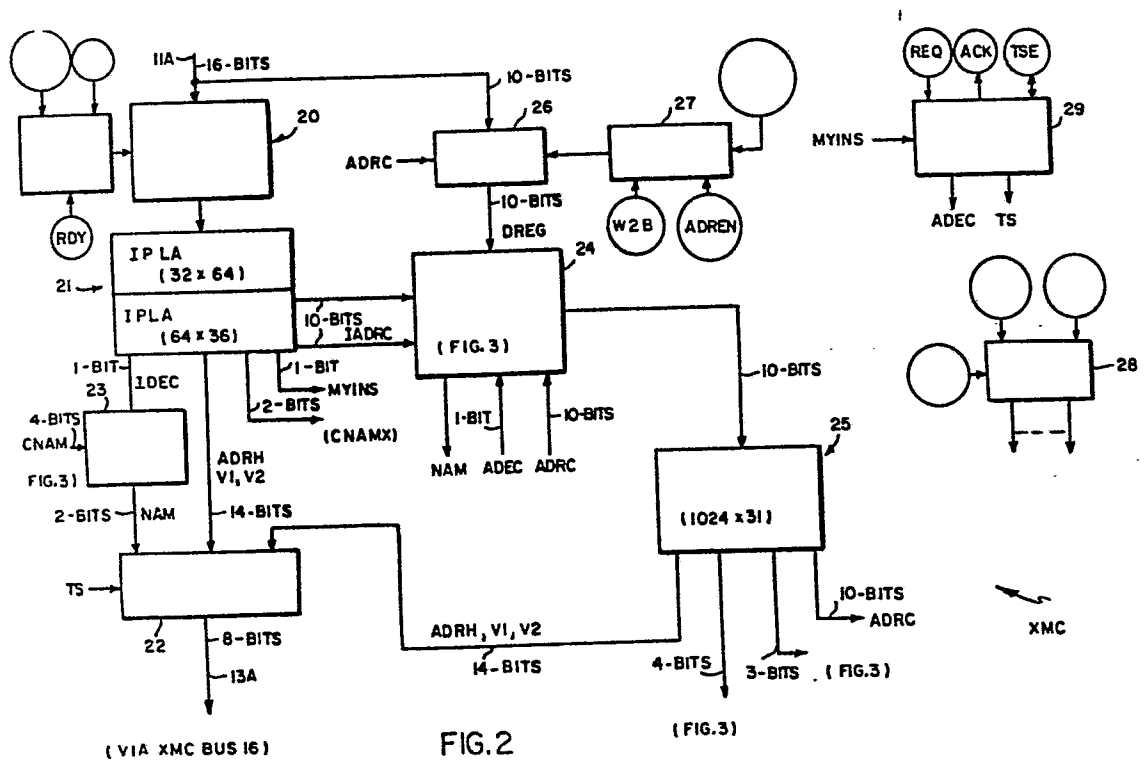 11A
16-BITS
10-BITS
26
27
20
REQ
ACK
TSE
29
MYINS
ADEC
TS
ADRC
RDY
10-BITS
DREG
W2B
ADREN
24
IPLA
(32 x 64)
21
IPLA
(64 x 36)
10-BITS
IADRC
(FIG.3)
10-BITS
28
1-BIT
IDEC
1-BIT
MYINS
2-BITS
(CNAMX)
23
4-BITS
CNAM
FIG.3)
ADRH
V1, V2
1-BIT
10-BITS
NAM
ADEC
ADRC
25
(1024 x 31)
2-BITS
NAM
14-BITS
TS
22
8-BITS
13A
ADRH, V1, V2
14-BITS
4-BITS
3-BITS
(FIG.3)
10-BITS
ADRC
XMC
(FIG.3)
(VIA XMC BUS 16)
FIG.2